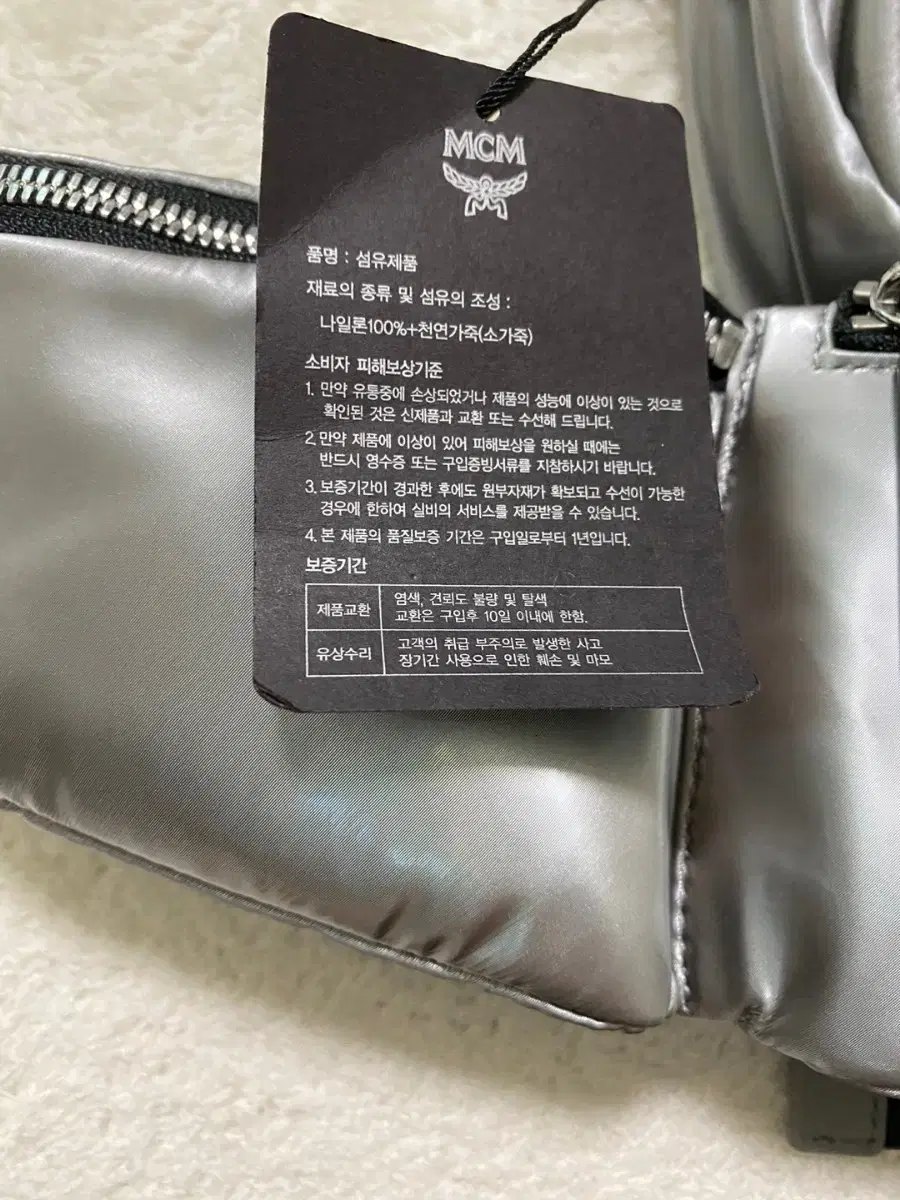 MCM
품명 : 섬유제품
재료의 종류 및 섬유의 조성 :
나일론100%+천연가죽(소가죽)
소비자 피해보상기준
1. 만약 유통중에 손상되었거나 제품의 성능에 이상이 있는 것으로
확인된 것은 신제품과 교환 또는 수선해 드립니다.
2. 만약 제품에 이상이 있어 피해보상을 원하실 때에는
반드시 영수증 또는 구입증빙서류를 지참하시기 바랍니다.
3. 보증기간이 경과한 후에도 원부자재가 확보되고 수선이 가능한
경우에 한하여 실비의 서비스를 제공받을 수 있습니다.
4. 본 제품의 품질보증 기간은 구입일로부터 1년입니다.
보증기간
제품교환
염색, 견뢰도 불량 및 탈색
교환은 구입후 10일 이내에 한함.
유상수리
고객의 취급 부주의로 발생한 사고
장기간 사용으로 인한 훼손 및 마모